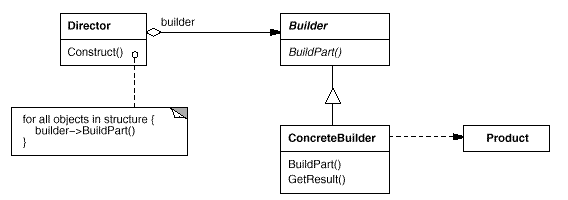 Director
Construct()
builder
Builder
BuildPart()
for all objects in structure {
builder->BuildPart()
}
ConcreteBuilder
BuildPart()
GetResult()
Product